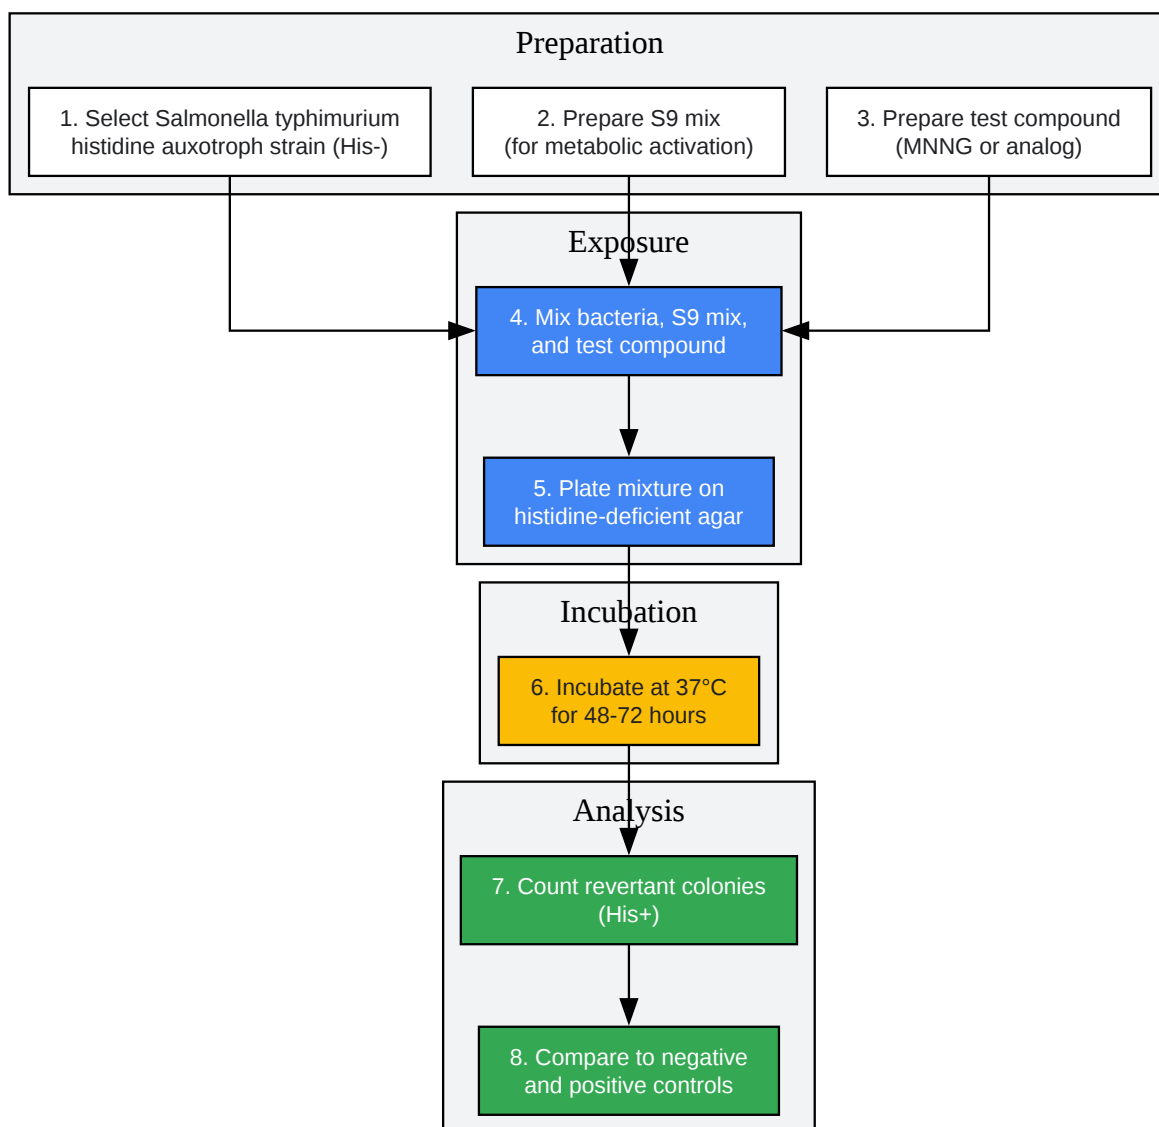 Preparation
1. Select Salmonella typhimurium
histidine auxotroph strain (His-)
2. Prepare S9 mix
(for metabolic activation)
3. Prepare test compound
(MNNG or analog)
Exposure
4. Mix bacteria, S9 mix,
and test compound
5. Plate mixture on
histidine-deficient agar
Incubation
6. Incubate at 37°C
for 48-72 hours
Analysis
7. Count revertant colonies
(His+)
8. Compare to negative
and positive controls